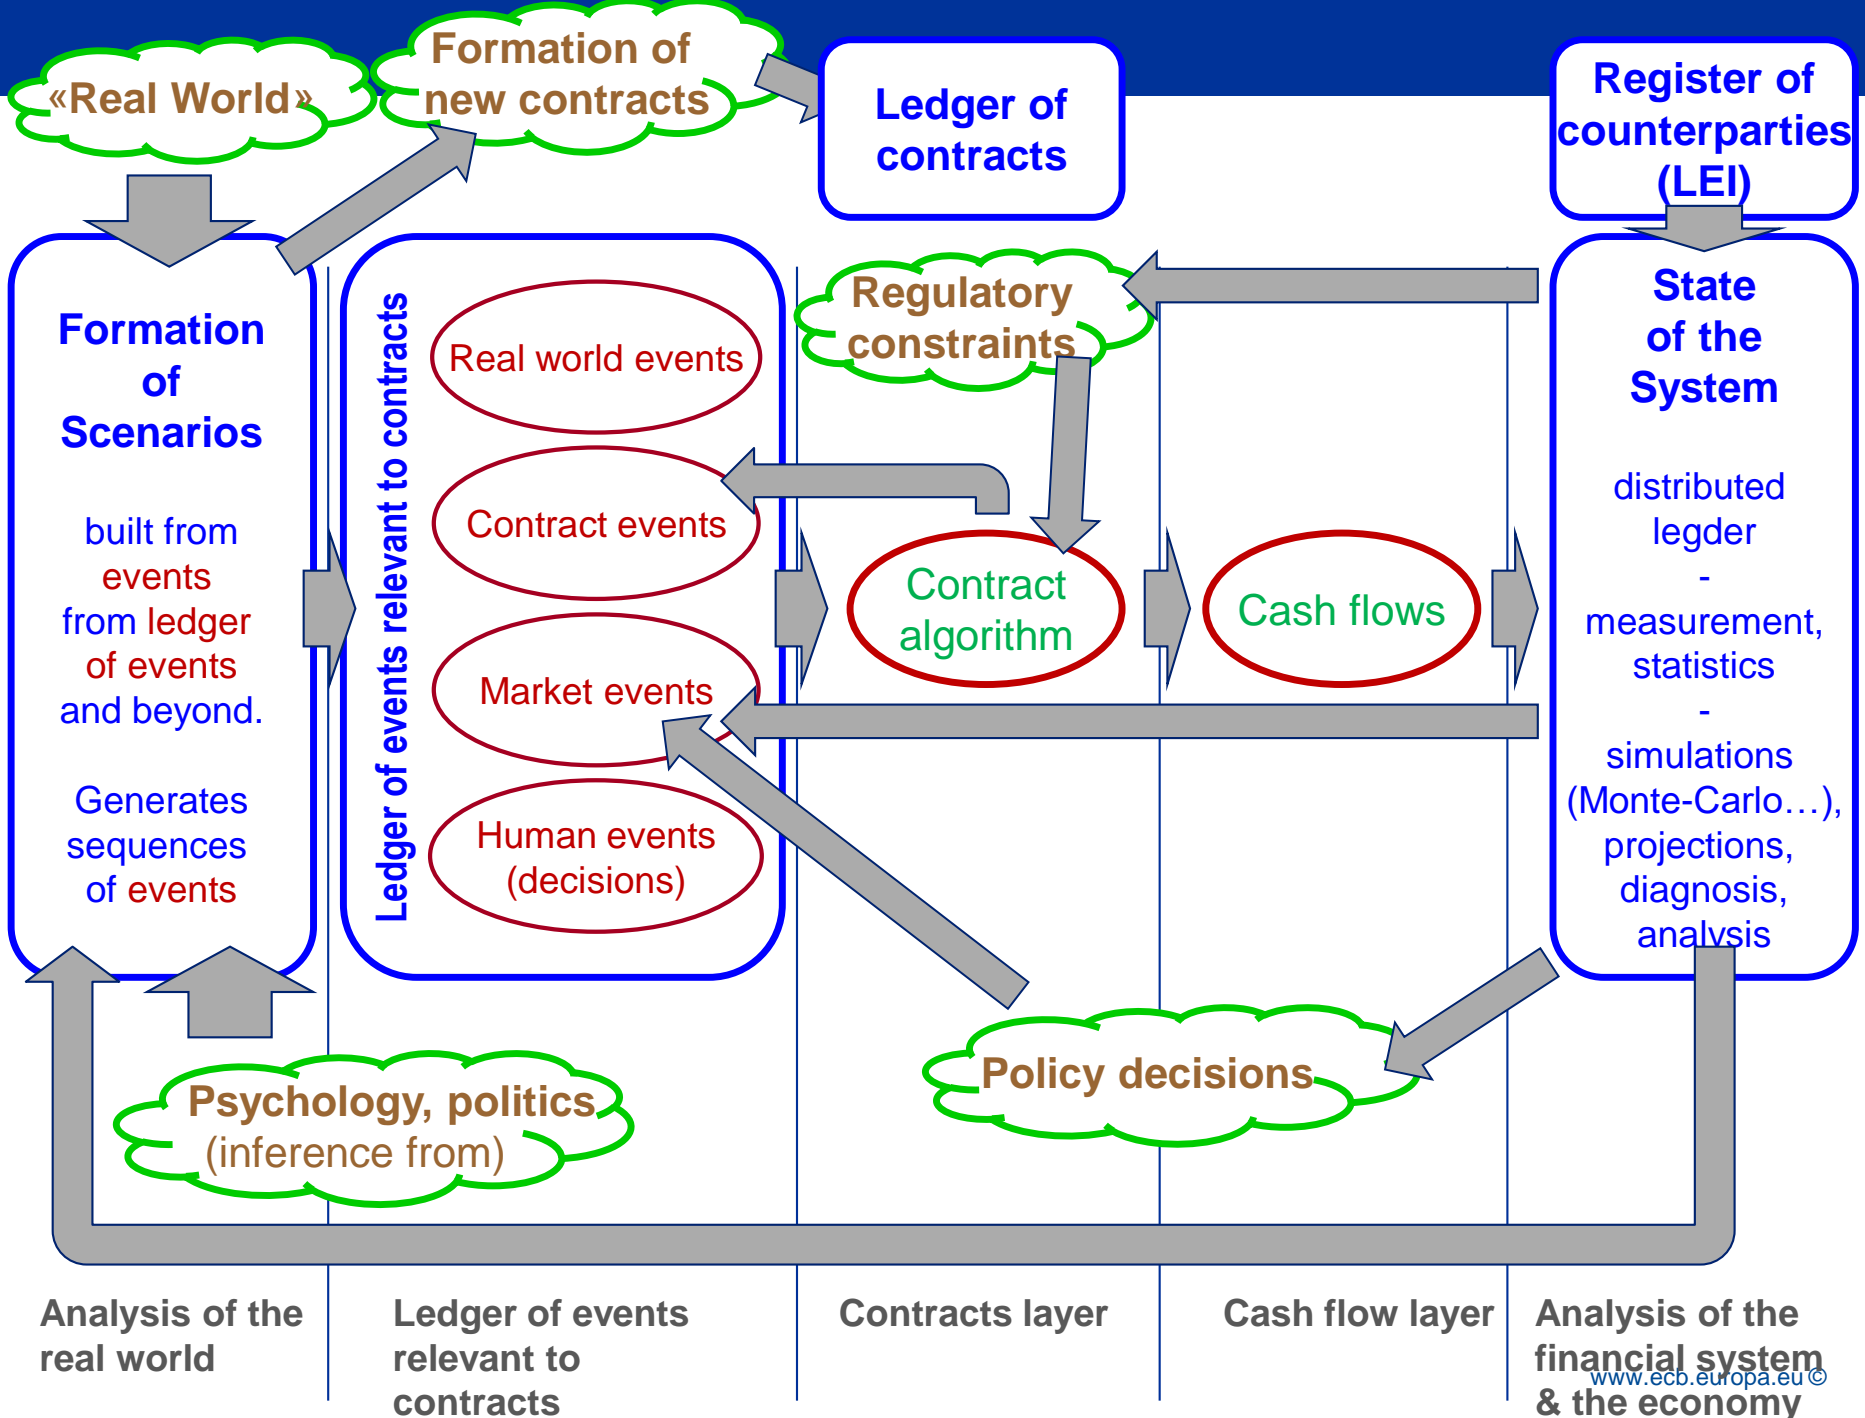 «Real World»
Formation of
new contracts
Ledger of
contracts
Register of
counterparties
(LEI)
Formation
of
Scenarios
built from
events
from ledger
of events
and beyond.
Generates
sequences
of events
Ledger of events relevant to contracts
Real world events
Contract events
Market events
Human events
(decisions)
Regulatory
constraints
Contract
algorithm
Cash flows
State
of the
System
distributed
legder
-
measurement,
statistics
-
simulations
(Monte-Carlo…),
projections,
diagnosis,
analysis
Psychology, politics
(inference from)
Policy decisions
Analysis of the
real world
Ledger of events
relevant to
contracts
Contracts layer
Cash flow layer
Analysis of the
financial system
& the economy
www.ecb.europa.eu ©